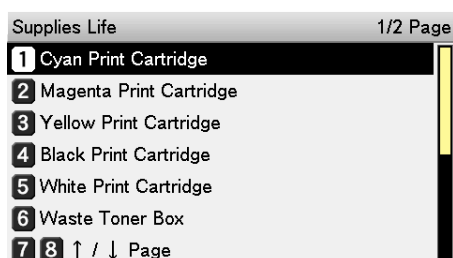 Supplies Life 1/2 Page
1 Cyan Print Cartridge
2 Magenta Print Cartridge
3 Yellow Print Cartridge
4 Black Print Cartridge
5 White Print Cartridge
6 Waste Toner Box
7 8 ↑ / ↓ Page